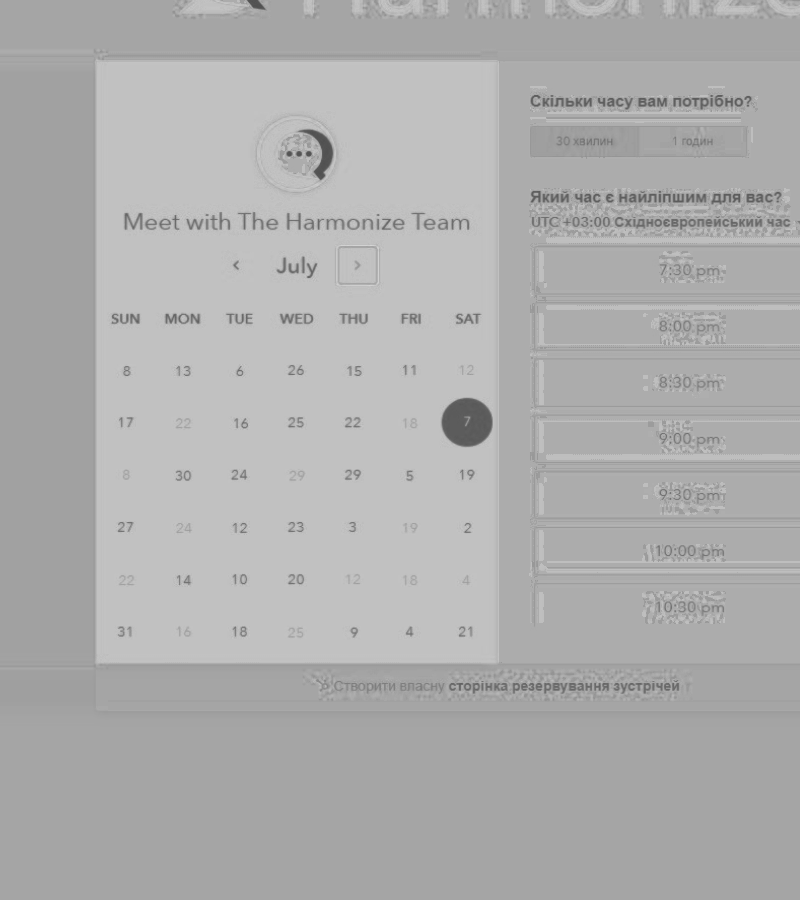 Harmonize
Meet with The Harmonize Team
July
SUN MON TUE WED THU FRI SAT
8 13 6 26 15 11 12
17 22 16 25 22 18 7
8 30 24 29 29 5 19
27 24 12 23 3 19 2
22 14 10 20 12 18 4
31 16 18 25 9 4 21
Скільки часу вам потрібно?
30 хвилин 1 годин
Який час є найліпшим для вас?
UTC +03:00 Східноєвропейський час
7:30 pm
8:00 pm
8:30 pm
9:00 pm
9:30 pm
10:00 pm
10:30 pm
Створити власну сторінка резервування зустрічей